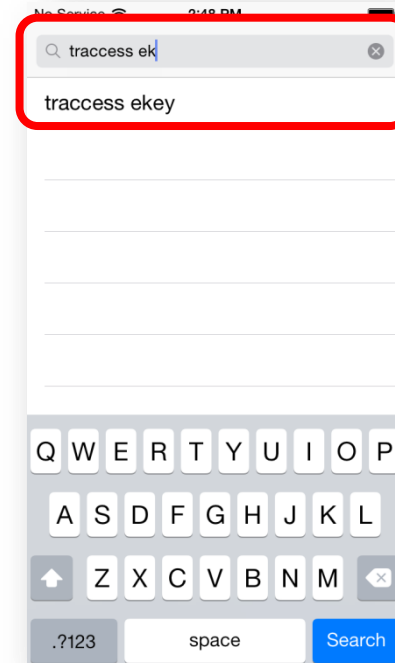 No Service 2:48 PM
traccess ek
traccess ekey
Q W E R T Y U I O P
A S D F G H J K L
Z X C V B N M
.?123 space Search